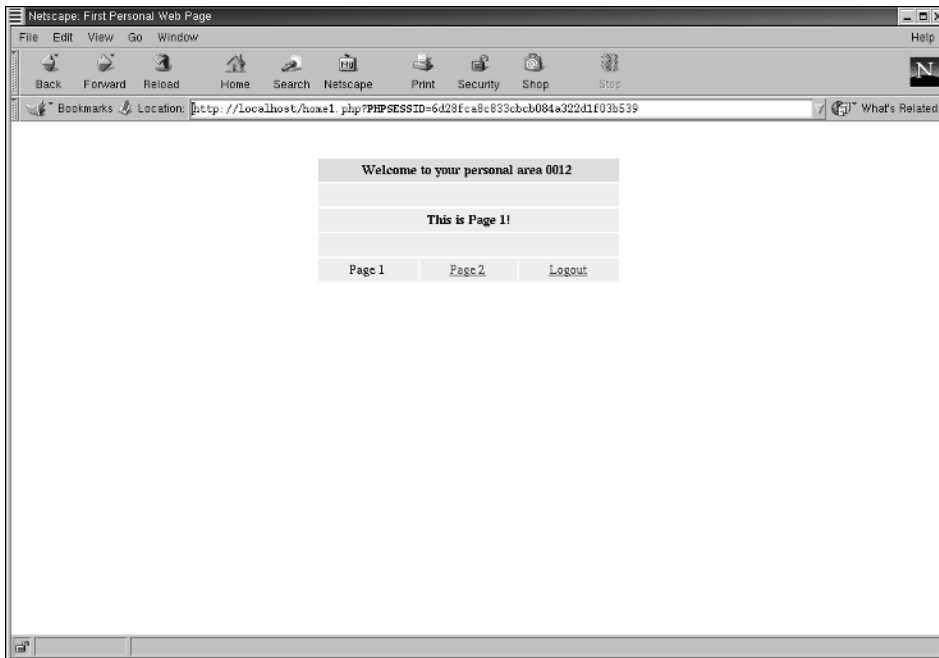 Netscape: First Personal Web Page
File Edit View Go Window Help
Back Forward Reload Home Search Netscape Print Security Shop Stop
N
Bookmarks Location: http://localhost/home1.php?PHPSESSID=6d28fca8c833cbcb084a322d1f03b539 What's Related
Welcome to your personal area 0012
This is Page 1!
Page 1 Page 2 Logout